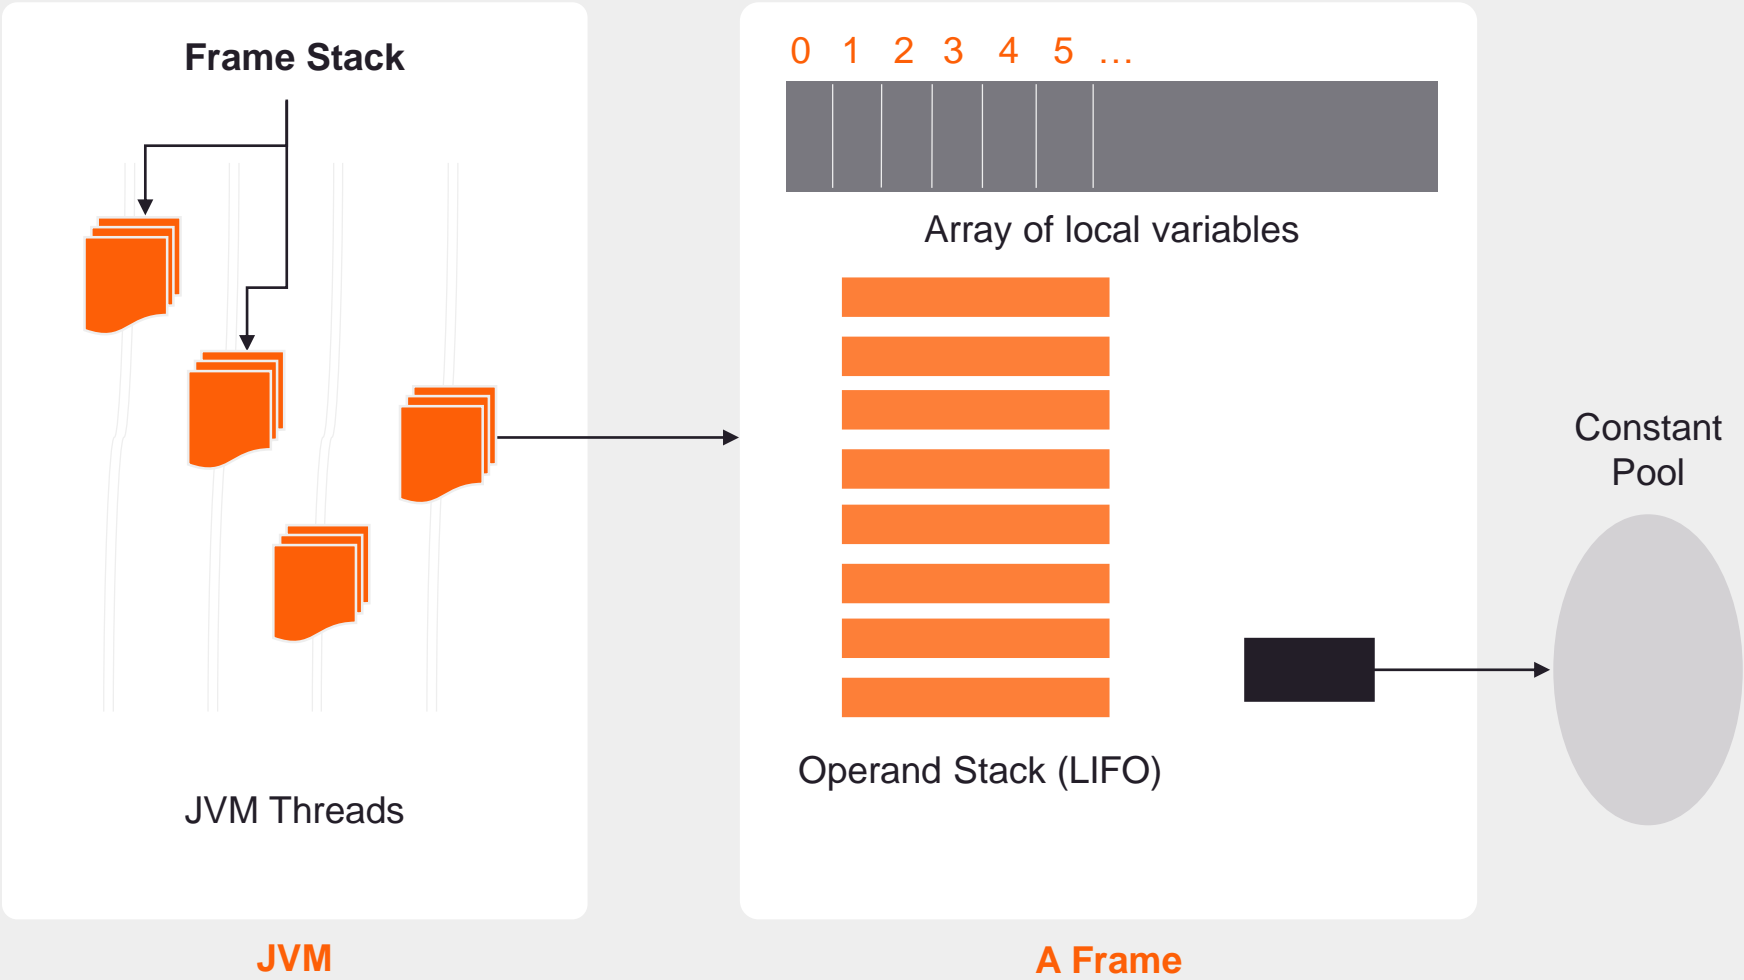 Frame Stack
JVM Threads
JVM
0 1 2 3 4 5 …
Array of local variables
Operand Stack (LIFO)
A Frame
Constant
Pool